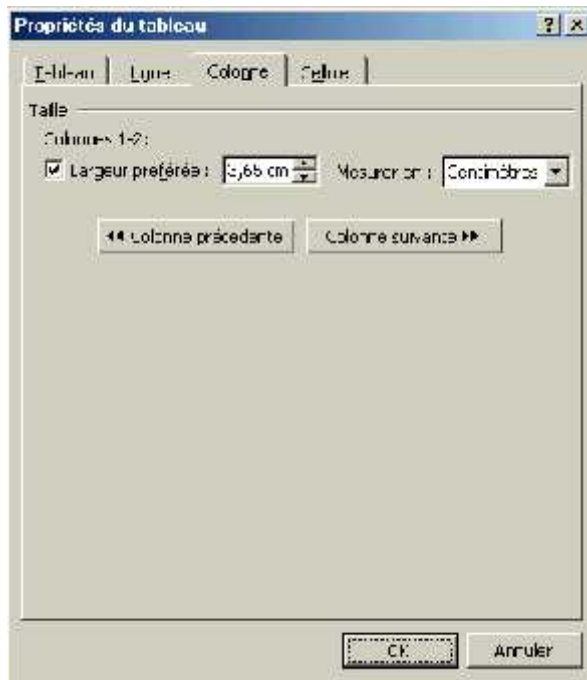 Propriétés du tableau
Tableau Ligne Colonne Cellule
Taille
Colonnes 1-2:
Largeur préférée : cm Mesurer en : Centimètres
Colonne précédente Colonne suivante
OK Annuler